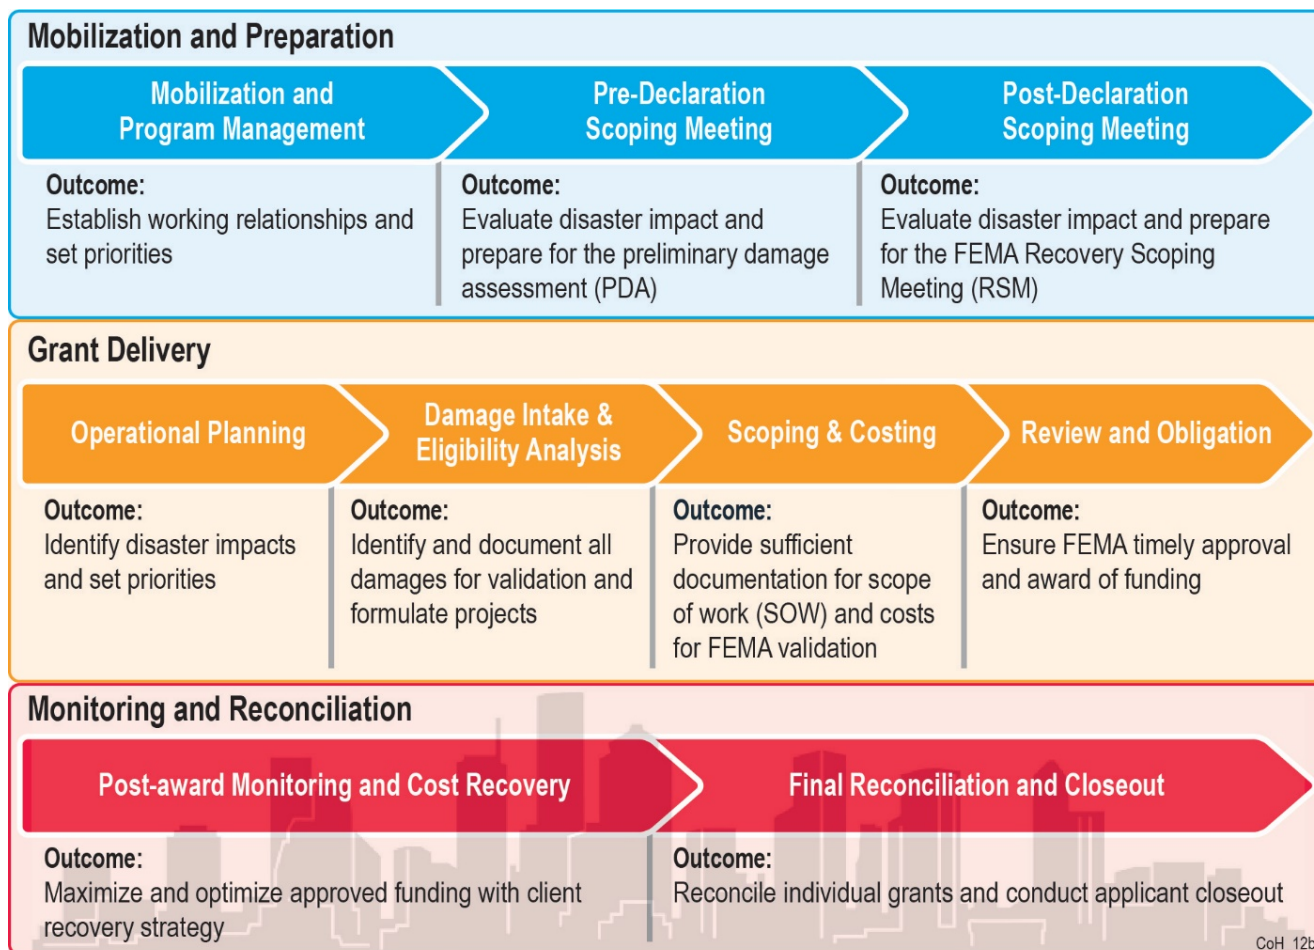 Mobilization and Preparation
Mobilization and
Program Management
Pre-Declaration
Scoping Meeting
Post-Declaration
Scoping Meeting
Outcome:
Establish working relationships and
set priorities
Outcome:
Evaluate disaster impact and
prepare for the preliminary damage
assessment (PDA)
Outcome:
Evaluate disaster impact and prepare
for the FEMA Recovery Scoping
Meeting (RSM)
Grant Delivery
Operational Planning
Damage Intake &
Eligibility Analysis
Scoping & Costing
Review and Obligation
Outcome:
Identify disaster impacts
and set priorities
Outcome:
Identify and document all
damages for validation and
formulate projects
Outcome:
Provide sufficient
documentation for scope
of work (SOW) and costs
for FEMA validation
Outcome:
Ensure FEMA timely approval
and award of funding
Monitoring and Reconciliation
Post-award Monitoring and Cost Recovery
Final Reconciliation and Closeout
Outcome:
Maximize and optimize approved funding with client
recovery strategy
Outcome:
Reconcile individual grants and conduct applicant closeout
CoH_12b